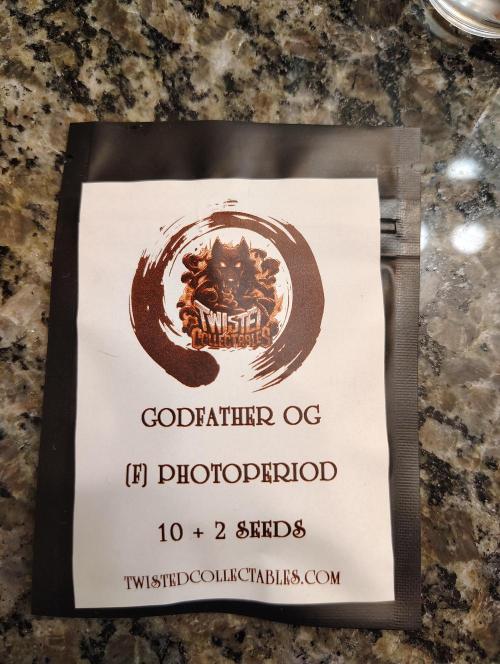 TWISTED
COLLECTABLES
GODFATHER OG
(F) PHOTOPERIOD
10 + 2 SEEDS
TWISTEDCOLLECTABLES.COM